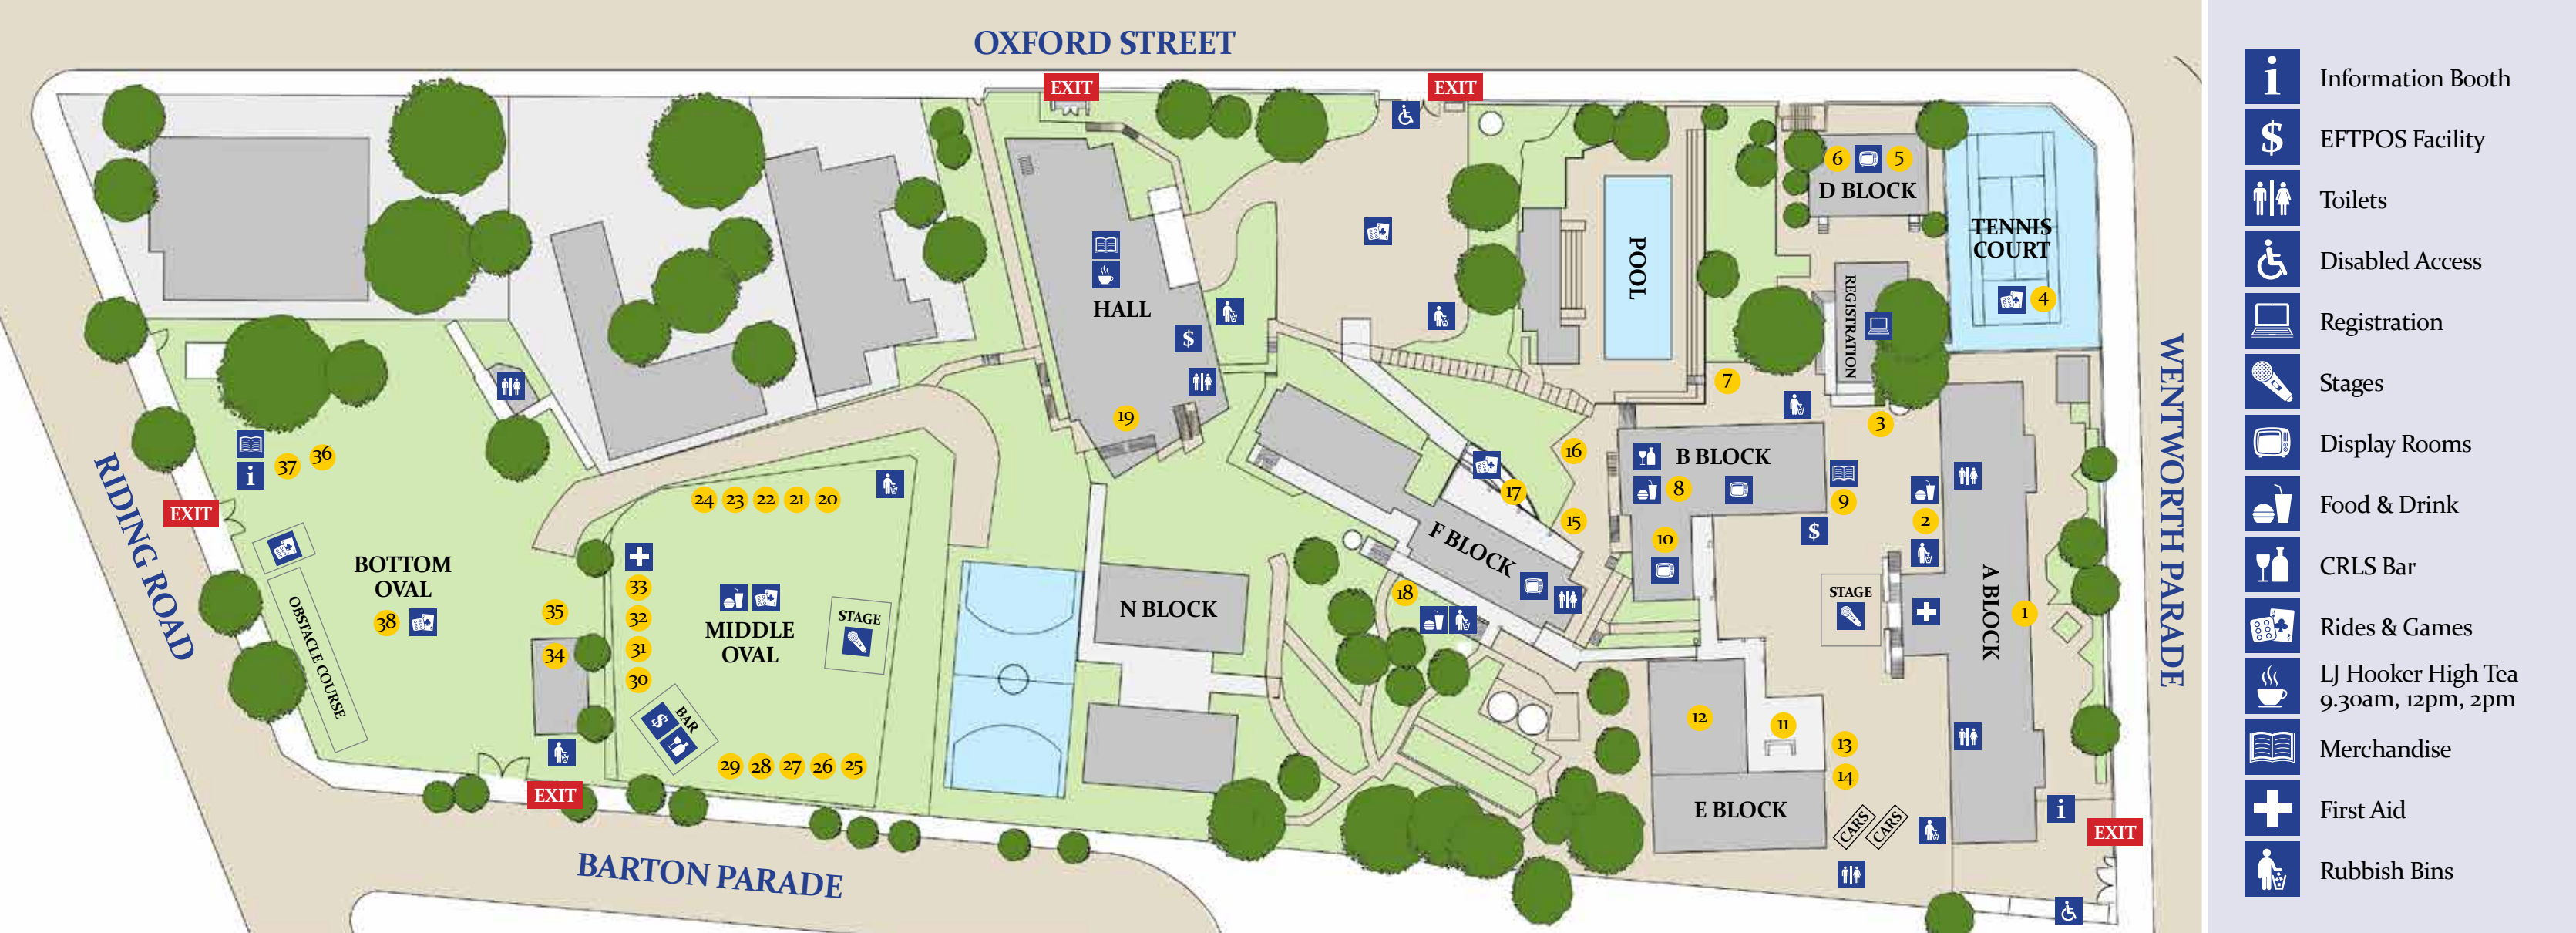 OXFORD STREET
EXIT
EXIT
6
5
D BLOCK
TENNIS
COURT
4
POOL
REGISTRATION
HALL
$
19
7
3
16
B BLOCK
8
9
17
15
10
2
$
F BLOCK
18
STAGE
A BLOCK
1
WENTWORTH PARADE
i
37
36
EXIT
RIDING ROAD
OBSTACLE COURSE
BOTTOM
OVAL
38
35
34
24
23
22
21
20
33
32
31
30
MIDDLE
OVAL
STAGE
$
BAR
29
28
27
26
25
N BLOCK
12
11
13
14
E BLOCK
CARS
CARS
i
EXIT
EXIT
BARTON PARADE
i
Information Booth
$
EFTPOS Facility
Toilets
Disabled Access
Registration
Stages
Display Rooms
Food & Drink
CRLS Bar
Rides & Games
LJ Hooker High Tea
9.30am, 12pm, 2pm
Merchandise
First Aid
Rubbish Bins